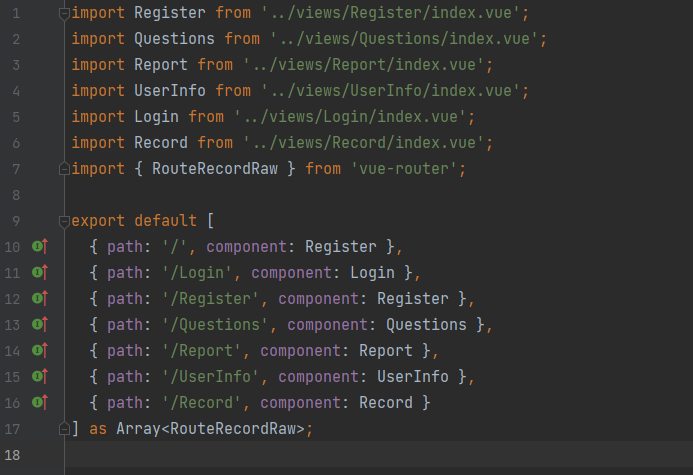 1 import Register from '../views/Register/index.vue';
2 import Questions from '../views/Questions/index.vue';
3 import Report from '../views/Report/index.vue';
4 import UserInfo from '../views/UserInfo/index.vue';
5 import Login from '../views/Login/index.vue';
6 import Record from '../views/Record/index.vue';
7 import { RouteRecordRaw } from 'vue-router';
8
9 export default [
10 { path: '/', component: Register },
11 { path: '/Login', component: Login },
12 { path: '/Register', component: Register },
13 { path: '/Questions', component: Questions },
14 { path: '/Report', component: Report },
15 { path: '/UserInfo', component: UserInfo },
16 { path: '/Record', component: Record }
17 ] as Array<RouteRecordRaw>;
18